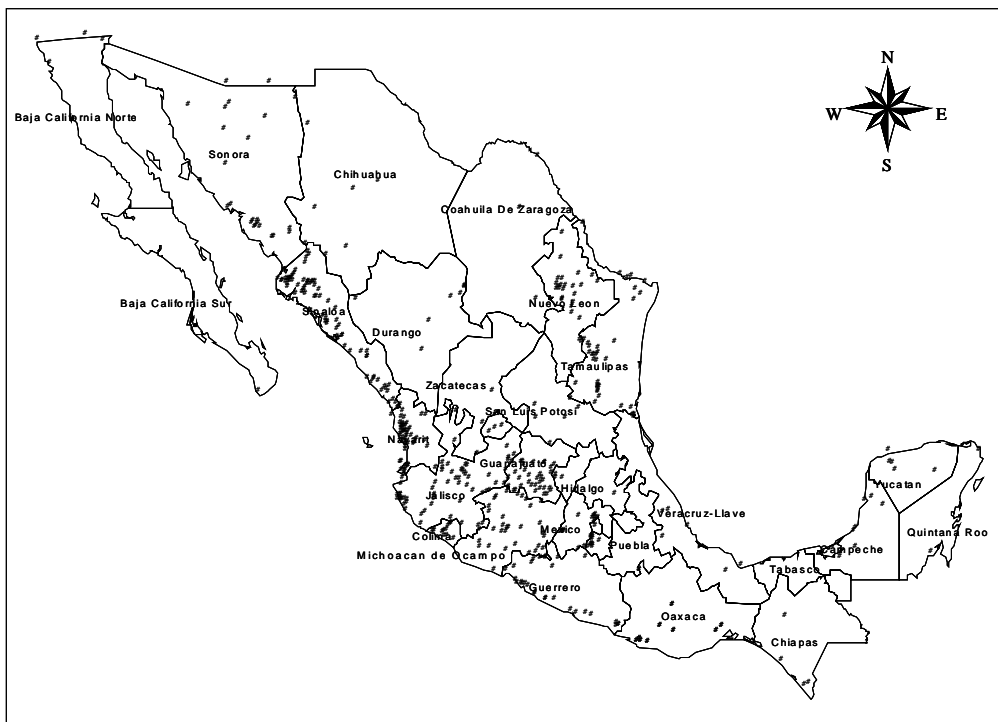 N
W E
S
Baja California Norte
Sonora
Chihuahua
Coahuila De Zaragoza
Baja California Sur
Sinaloa
Nuevo Leon
Durango
Tamaulipas
Zacatecas
San Luis Potosi
Nayarit
Guanajuato
Jalisco
Hidalgo
Yucatan
Veracruz-Llave
Colima
Mexico
Quintana Roo
Michoacan de Ocampo
Puebla
Campeche
Tabasco
Guerrero
Oaxaca
Chiapas